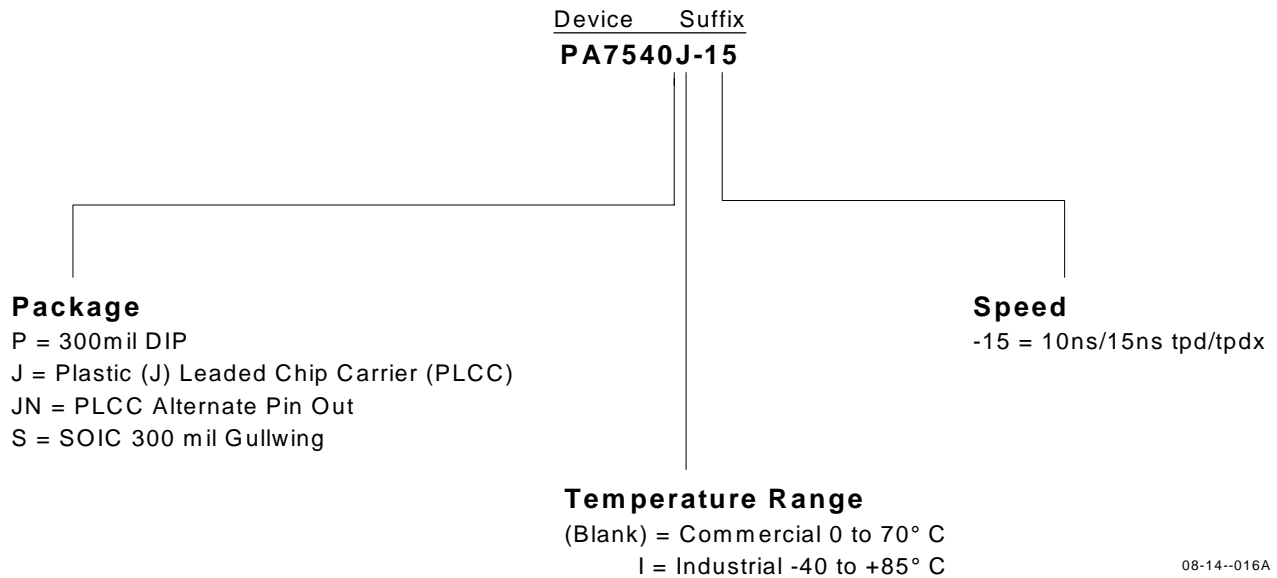 Device Suffix
PA7540J-15
Package
P = 300mil DIP
J = Plastic (J) Leaded Chip Carrier (PLCC)
JN = PLCC Alternate Pin Out
S = SOIC 300 mil Gullwing
Speed
-15 = 10ns/15ns tpd/tpdx
Temperature Range
(Blank) = Commercial 0 to 70° C
I = Industrial -40 to +85° C
08-14--016A